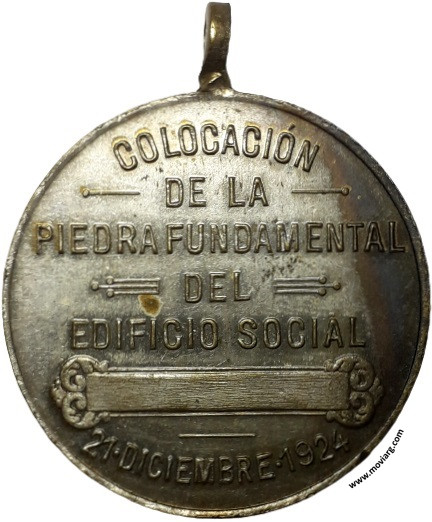 COLOCACIÓN
DE LA
PIEDRA FUNDAMENTAL
DEL
EDIFICIO SOCIAL
21·DICIEMBRE·1924
www.moviarg.com